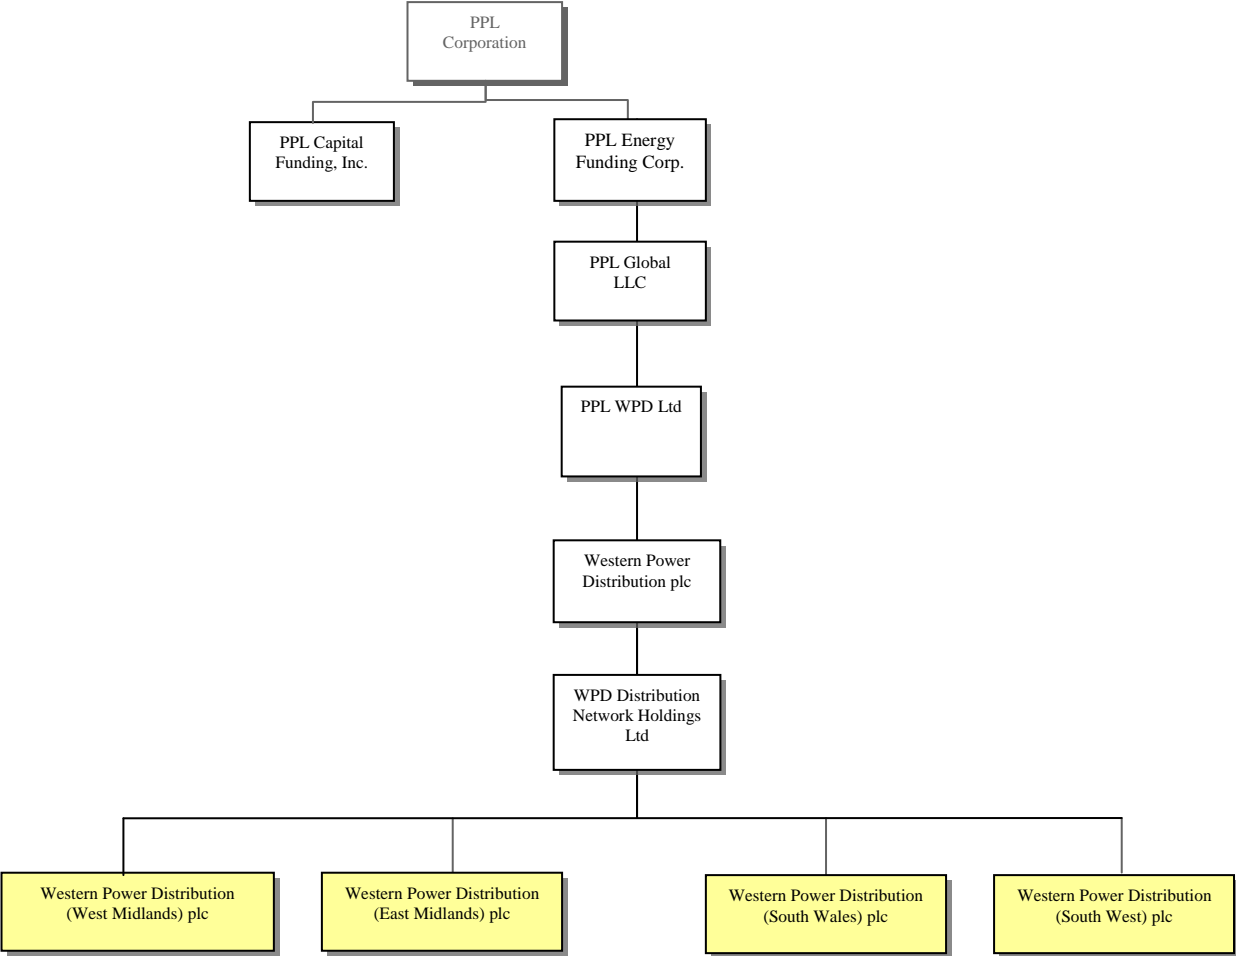 PPL
Corporation
PPL Capital
Funding, Inc.
PPL Energy
Funding Corp.
PPL Global
LLC
PPL WPD Ltd
Western Power
Distribution plc
WPD Distribution
Network Holdings
Ltd
Western Power Distribution
(West Midlands) plc
Western Power Distribution
(East Midlands) plc
Western Power Distribution
(South Wales) plc
Western Power Distribution
(South West) plc